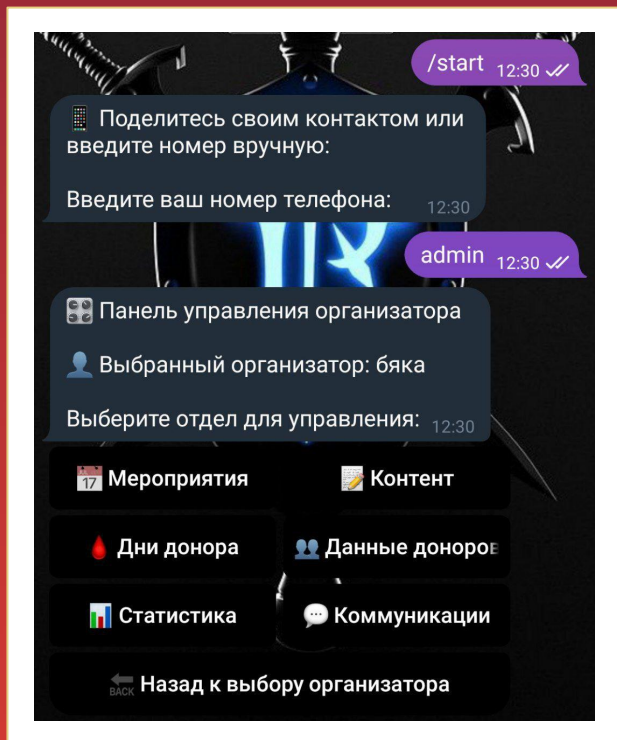 /start 12:30
📱 Поделитесь своим контактом или
введите номер вручную:
Введите ваш номер телефона: 12:30
admin 12:30
🎛 Панель управления организатора
👤 Выбранный организатор: бяка
Выберите отдел для управления: 12:30
📅 Мероприятия 📝 Контент
🩸 Дни донора 👥 Данные доноров
📊 Статистика 💬 Коммуникации
🔙 Назад к выбору организатора